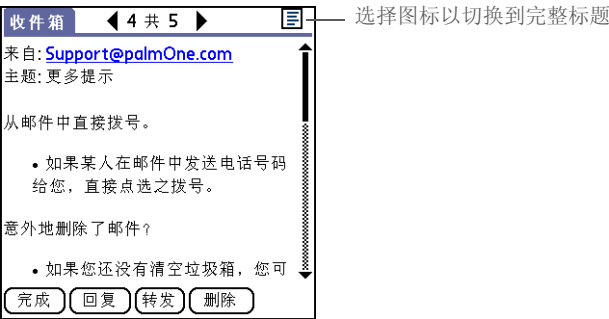 收件箱 4 共 5 选择图标以切换到完整标题
来自: Support@palmOne.com
主题: 更多提示
从邮件中直接拨号。
• 如果某人在邮件中发送电话号码
给您，直接点选之拨号。
意外地删除了邮件?
• 如果您还没有清空垃圾箱，您可
完成 回复 转发 删除